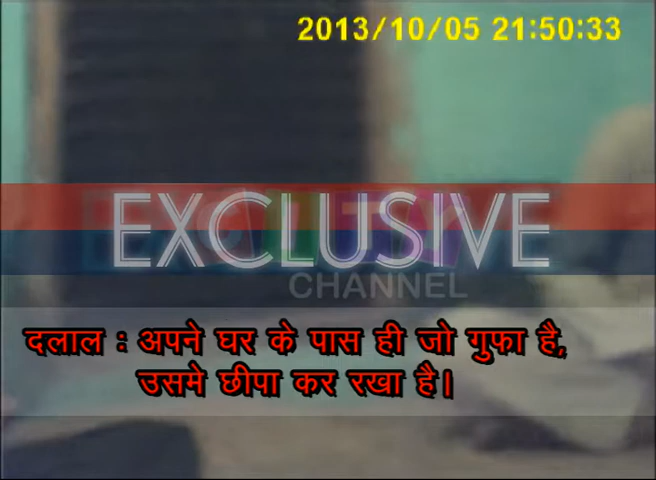 2013/10/05 21:50:33
EXCLUSIVE
CHANNEL
दलाल : अपने घर के पास ही जो गुफा है,
उसमे छीपा कर रखा है।